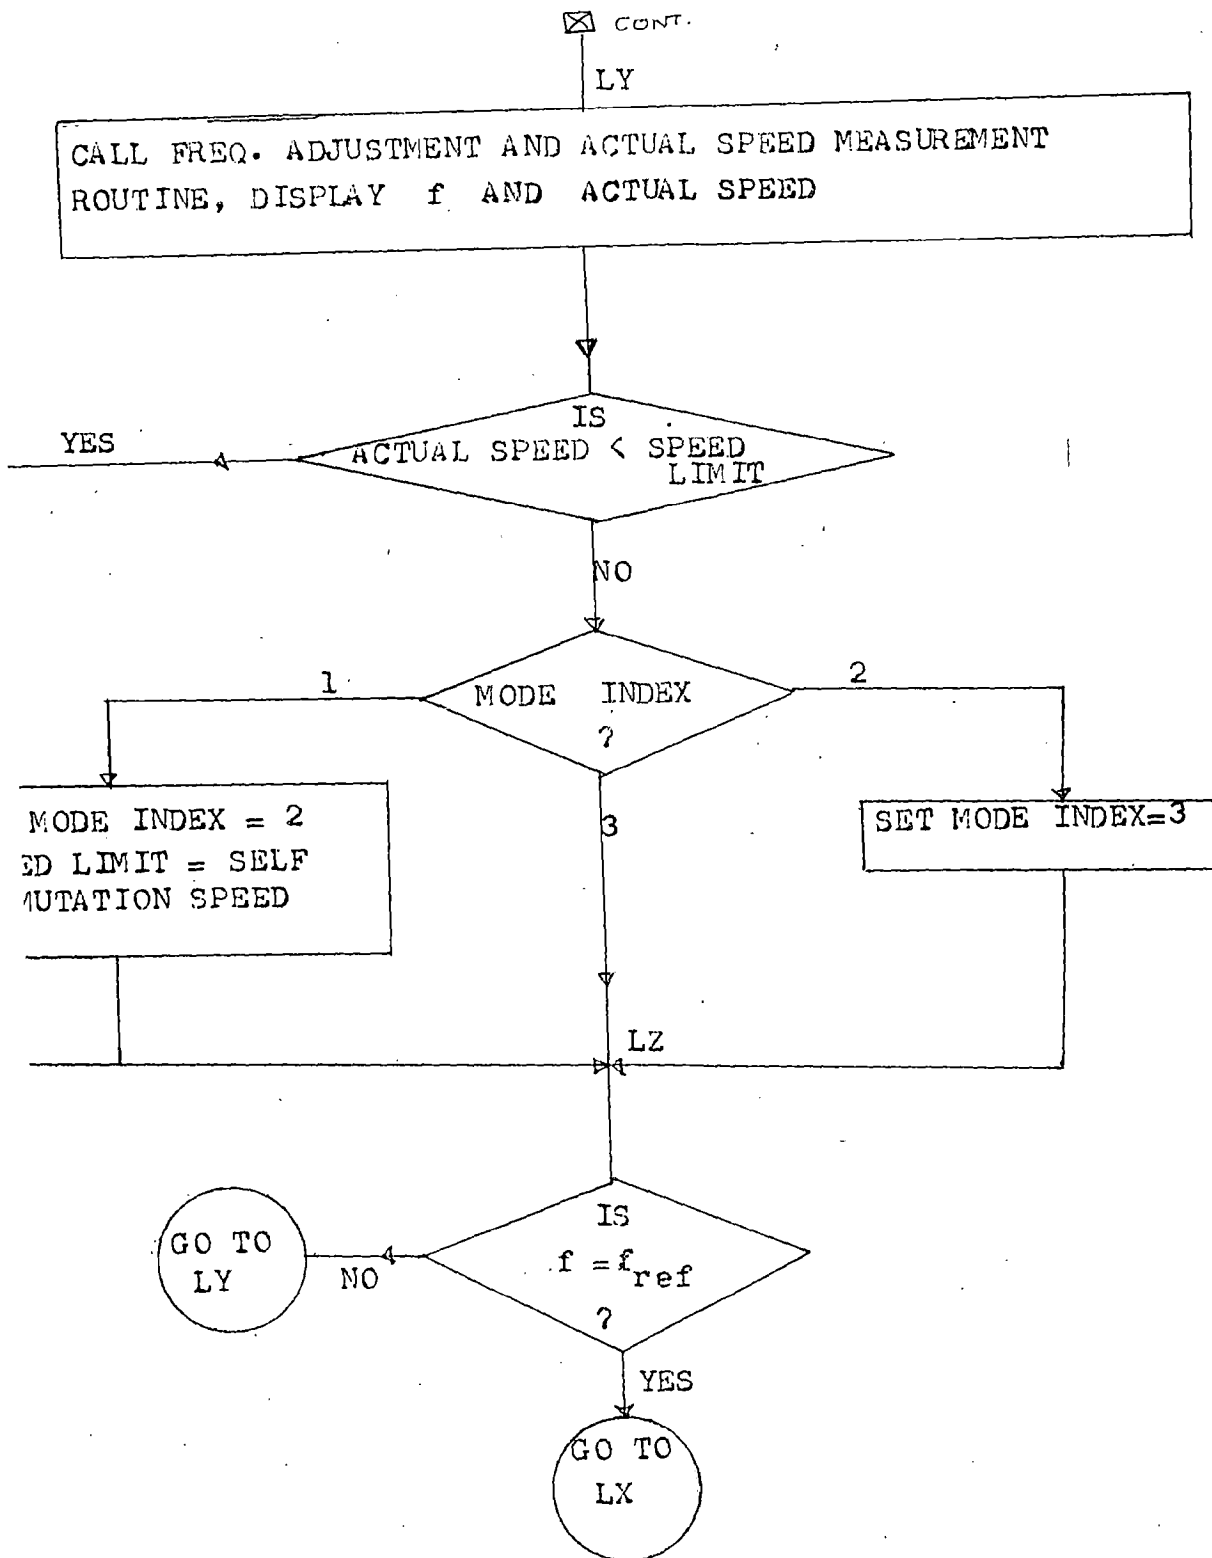 CONT.
LY
CALL FREQ. ADJUSTMENT AND ACTUAL SPEED MEASUREMENT
ROUTINE, DISPLAY f AND ACTUAL SPEED
IS
YES
ACTUAL SPEED < SPEED
LIMIT
NO
1
MODE INDEX
2
?
MODE INDEX = 2
SET MODE INDEX=3
3
ED LIMIT = SELF
MUTATION SPEED
LZ
IS
GO TO
LY
NO
f = fref
?
YES
GO TO
LX